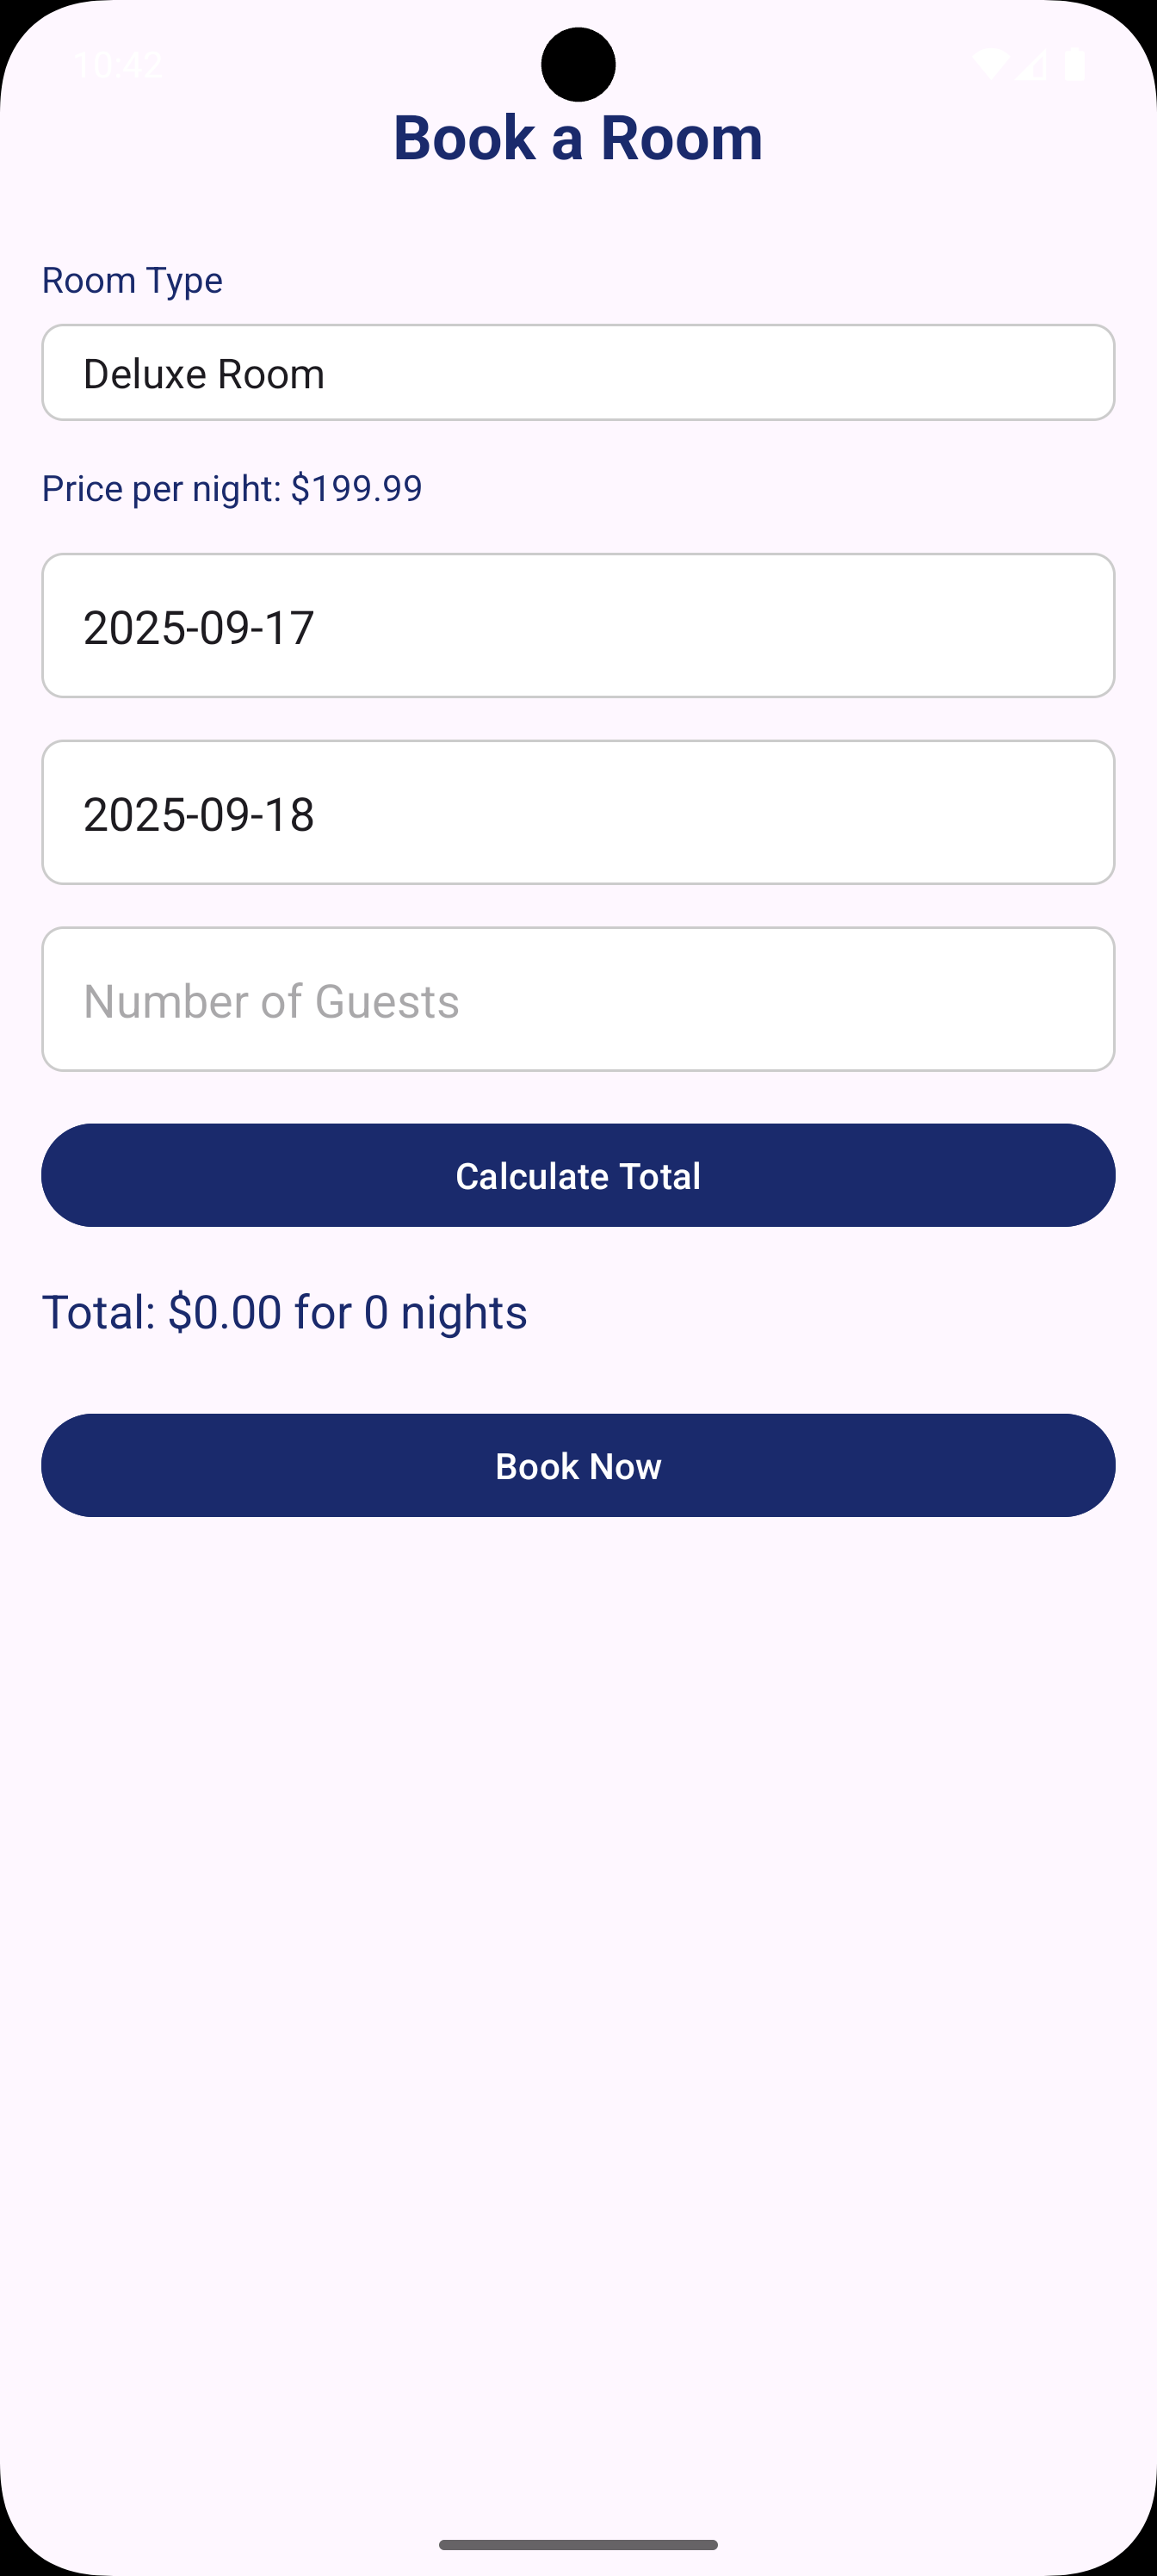 10:42
Book a Room
Room Type
Deluxe Room
Price per night: $199.99
2025-09-17
2025-09-18
Number of Guests
Calculate Total
Total: $0.00 for 0 nights
Book Now